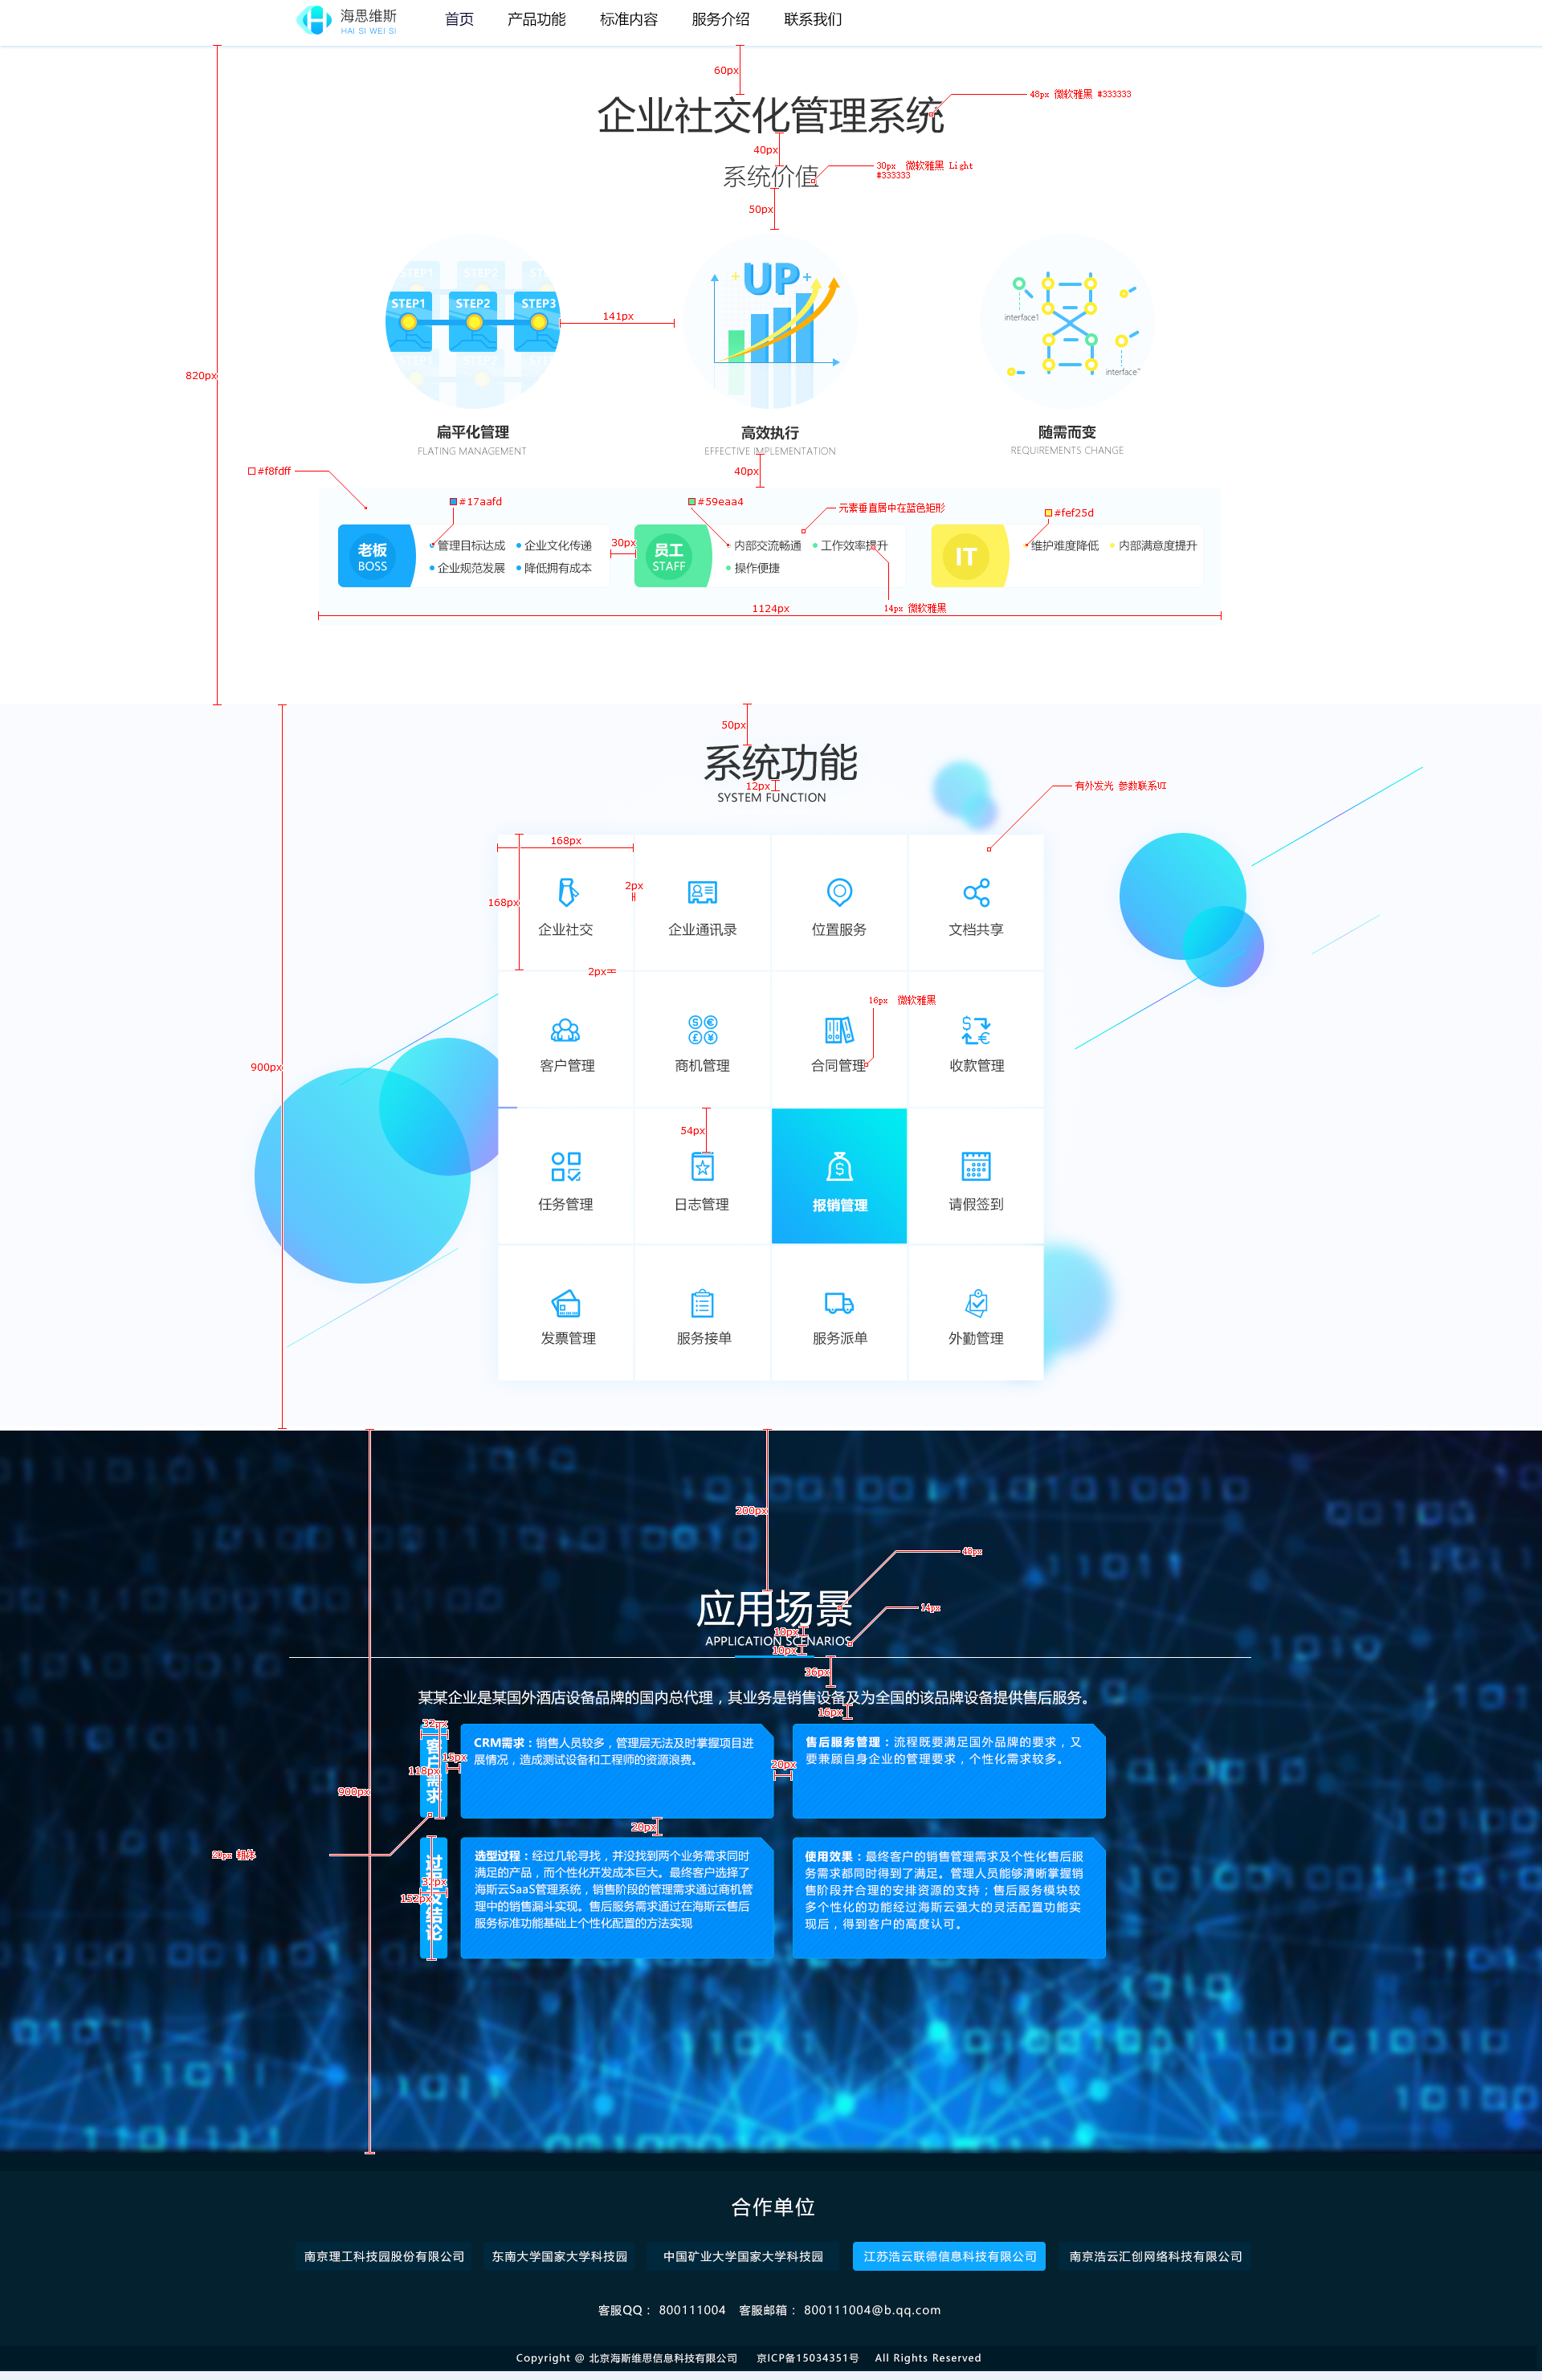 海思维斯
HAI SI WEI SI
首页
产品功能
标准内容
服务介绍
联系我们
60px
企业社交化管理系统
48px 微软雅黑 #333333
40px
系统价值
30px 微软雅黑 Light
#333333
50px
STEP1 STEP2
STEP1 STEP2 STEP3
141px
UP
interface1
interface~
820px
扁平化管理
FLATING MANAGEMENT
高效执行
EFFECTIVE IMPLEMENTATION
随需而变
REQUIREMENTS CHANGE
40px
#f8fdff
#17aafd
#59eaa4
元素垂直居中在蓝色矩形
#fef25d
老板
BOSS
管理目标达成
企业文化传递
企业规范发展
降低拥有成本
30px
员工
STAFF
内部交流畅通
工作效率提升
操作便捷
IT
维护难度降低
内部满意度提升
14px 微软雅黑
1124px
50px
系统功能
12px
SYSTEM FUNCTION
有外发光 参数联系UI
168px
168px
2px
企业社交
企业通讯录
位置服务
文档共享
2px
16px 微软雅黑
客户管理
商机管理
合同管理
收款管理
900px
54px
任务管理
日志管理
报销管理
请假签到
发票管理
服务接单
服务派单
外勤管理
200px
48px
应用场景
14px
10px
APPLICATION SCENARIOS
10px
36px
某某企业是某国外酒店设备品牌的国内总代理，其业务是销售设备及为全国的该品牌设备提供售后服务。
16px
32px
客户需求
15px
118px
CRM需求：销售人员较多，管理层无法及时掌握项目进
展情况，造成测试设备和工程师的资源浪费。
20px
售后服务管理：流程既要满足国外品牌的要求，又
要兼顾自身企业的管理要求，个性化需求较多。
900px
20px
20px 粗体
32px
152px
选型过程：经过几轮寻找，并没找到两个业务需求同时
满足的产品，而个性化开发成本巨大。最终客户选择了
海斯云SaaS管理系统，销售阶段的管理需求通过商机管
理中的销售漏斗实现。售后服务需求通过在海斯云售后
服务标准功能基础上个性化配置的方法实现
使用效果：最终客户的销售管理需求及个性化售后服
务需求都同时得到了满足。管理人员能够清晰掌握销
售阶段并合理的安排资源的支持；售后服务模块较
多个性化的功能经过海斯云强大的灵活配置功能实
现后，得到客户的高度认可。
合作单位
南京理工科技园股份有限公司
东南大学国家大学科技园
中国矿业大学国家大学科技园
江苏浩云联德信息科技有限公司
南京浩云汇创网络科技有限公司
客服QQ： 800111004 客服邮箱： 800111004@b.qq.com
Copyright @ 北京海斯维思信息科技有限公司 京ICP备15034351号 All Rights Reserved